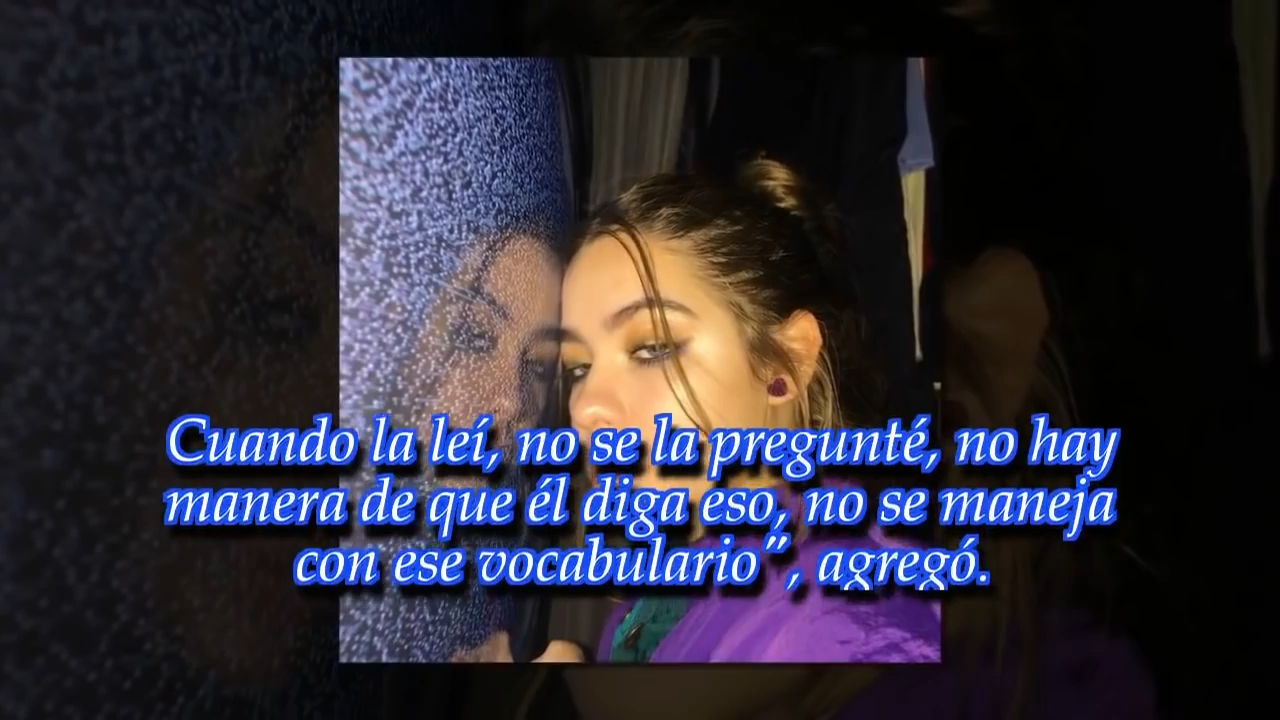 Cuando la leí, no se la pregunté, no hay
manera de que él diga eso, no se maneja
con ese vocabulario”, agregó.